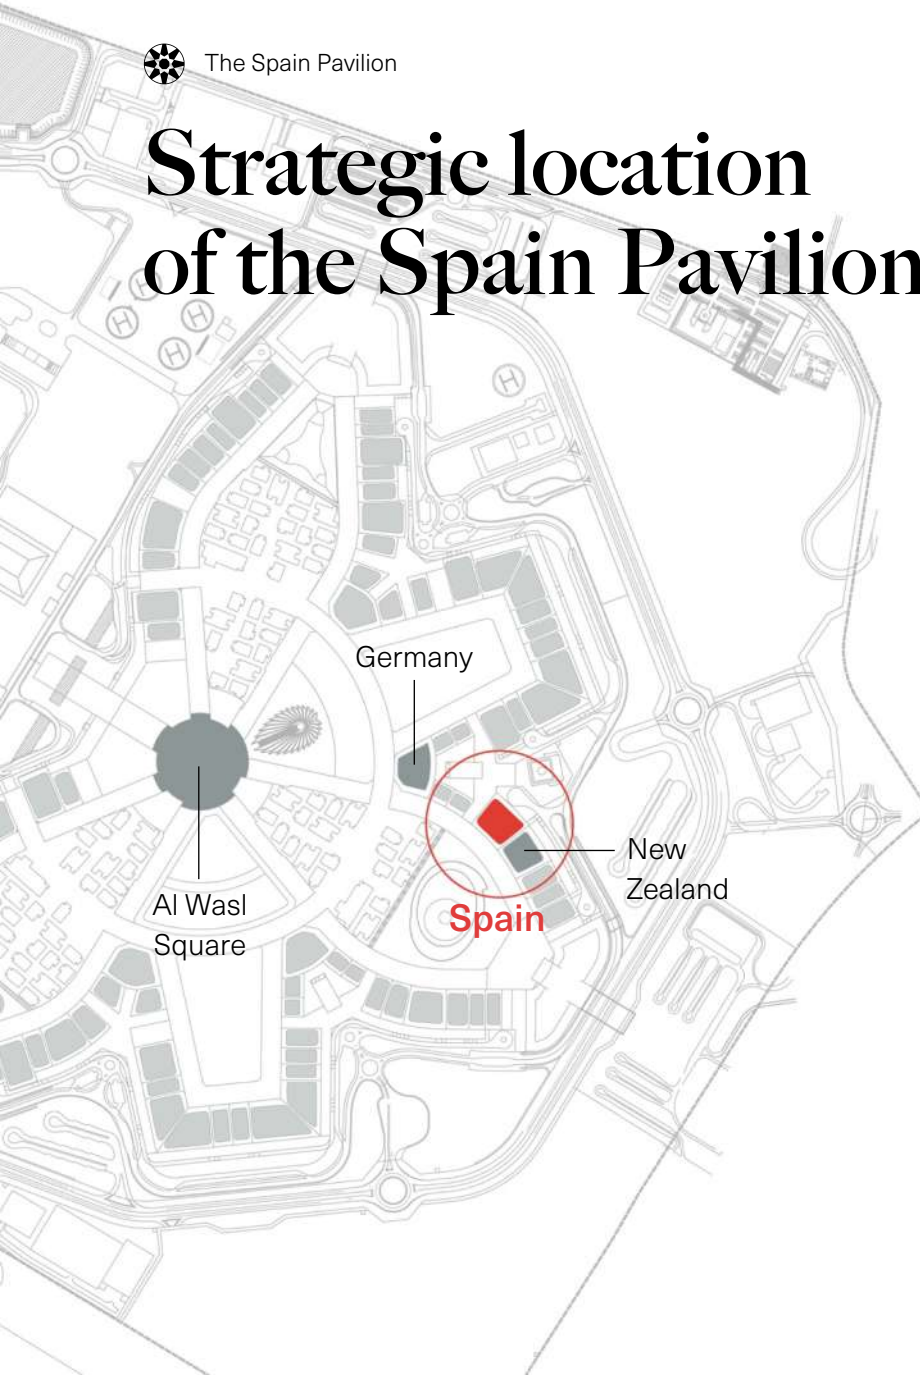 The Spain Pavilion
Strategic location
of the Spain Pavilion
H
H
H
H
H
Germany
New
Zealand
Al Wasl
Square
Spain